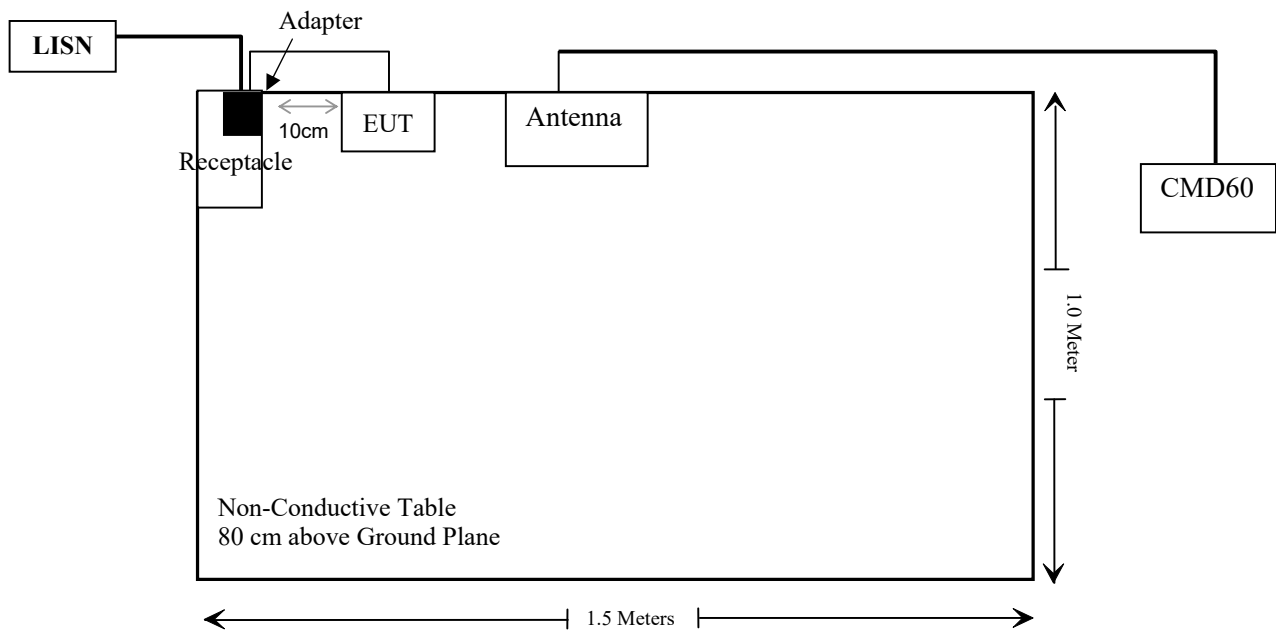 Adapter
LISN
10cm
EUT
Antenna
Receptacle
CMD60
1.0 Meter
Non-Conductive Table
80 cm above Ground Plane
1.5 Meters